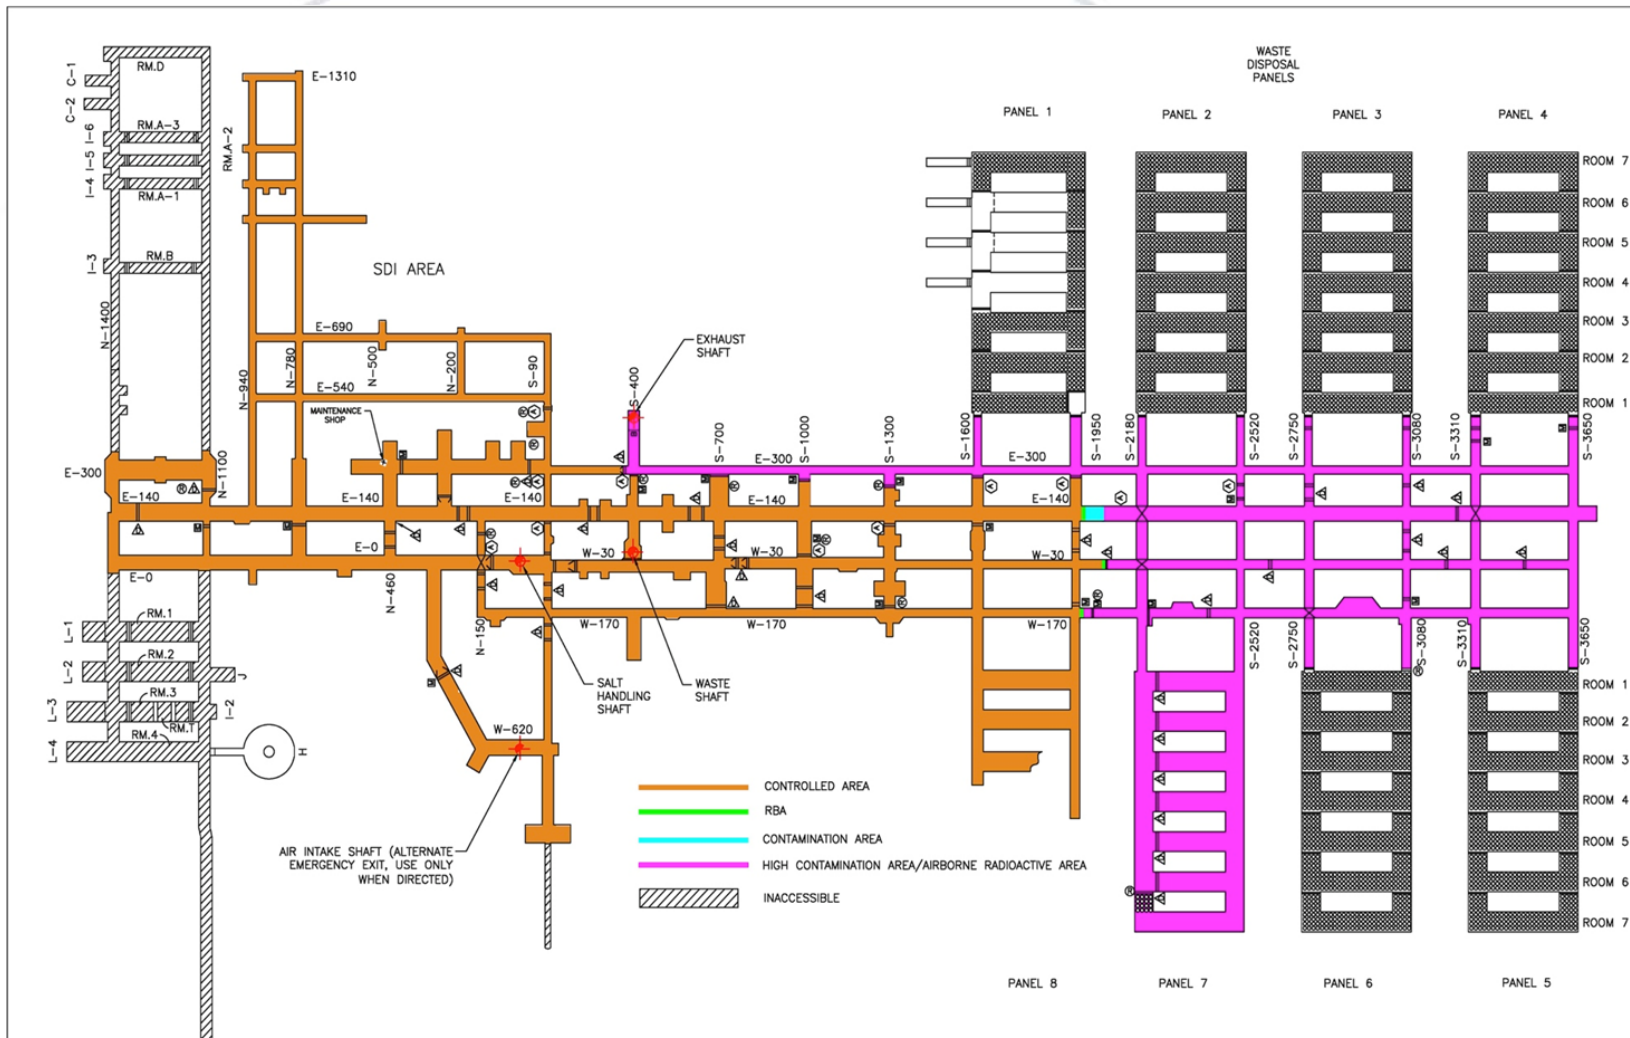 WASTE
DISPOSAL
PANELS
PANEL 1
PANEL 2
PANEL 3
PANEL 4
ROOM 7
ROOM 6
ROOM 5
ROOM 4
ROOM 3
ROOM 2
ROOM 1
C-1
C-2
I-6
I-5
I-4
I-3
RM.D
RM.A-3
RM.A-1
RM.B
N-1400
E-1310
RM.A-2
SDI AREA
E-690
E-540
N-940
N-780
N-500
N-200
S-90
MAINTENANCE
SHOP
EXHAUST
SHAFT
S-400
S-700
S-1000
S-1300
S-1600
S-1950
S-2180
S-2520
S-2750
S-3080
S-3310
S-3650
E-300
N-1100
E-300
E-300
E-140
E-140
E-140
E-140
E-140
E-0
E-0
W-30
W-30
W-30
N-460
N-150
W-170
W-170
W-170
S-2520
S-2750
S-3080
S-3310
S-3650
L-1
L-2
L-3
L-4
RM.1
RM.2
RM.3
RM.T
RM.4
J
I-2
H
W-620
SALT
HANDLING
SHAFT
WASTE
SHAFT
AIR INTAKE SHAFT (ALTERNATE
EMERGENCY EXIT, USE ONLY
WHEN DIRECTED)
CONTROLLED AREA
RBA
CONTAMINATION AREA
HIGH CONTAMINATION AREA/AIRBORNE RADIOACTIVE AREA
INACCESSIBLE
ROOM 1
ROOM 2
ROOM 3
ROOM 4
ROOM 5
ROOM 6
ROOM 7
PANEL 8
PANEL 7
PANEL 6
PANEL 5